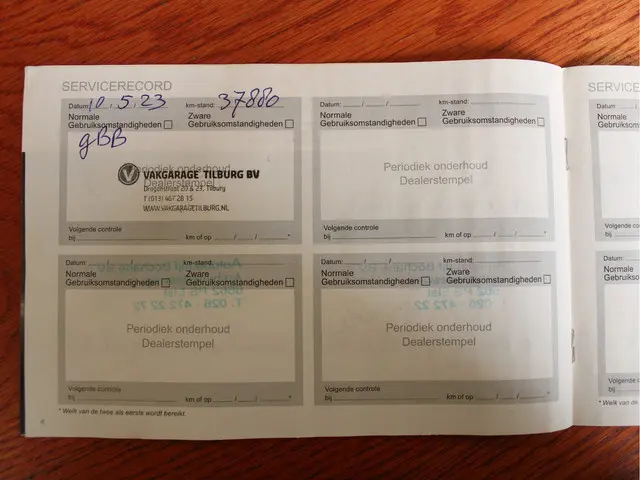 SERVICERECORD
Datum: 10.5.23 km-stand: 37880
Normale Gebruiksomstandigheden Zware Gebruiksomstandigheden
gBB
Periodiek onderhoud
Dealerstempel
VAKGARAGE TILBURG BV
T (013) 467 28 15
WWW.VAKGARAGETILBURG.NL
Volgende controle
bij km of op / / *
Datum: / / km-stand:
Normale Gebruiksomstandigheden Zware Gebruiksomstandigheden
Periodiek onderhoud
Dealerstempel
Volgende controle
bij km of op / / *
Datum: / / km-stand:
Normale Gebruiksomstandigheden Zware Gebruiksomstandigheden
Periodiek onderhoud
Dealerstempel
Volgende controle
bij km of op / / *
Datum: / / km-stand:
Normale Gebruiksomstandigheden Zware Gebruiksomstandigheden
Periodiek onderhoud
Dealerstempel
Volgende controle
bij km of op / / *
* Welk van de twee als eerste wordt bereikt
SERVICE
Datum:
Normale
Gebruiks
Volgende
bij
Datum:
Normale
Gebruiks
Volgende
bij
* Welk van de